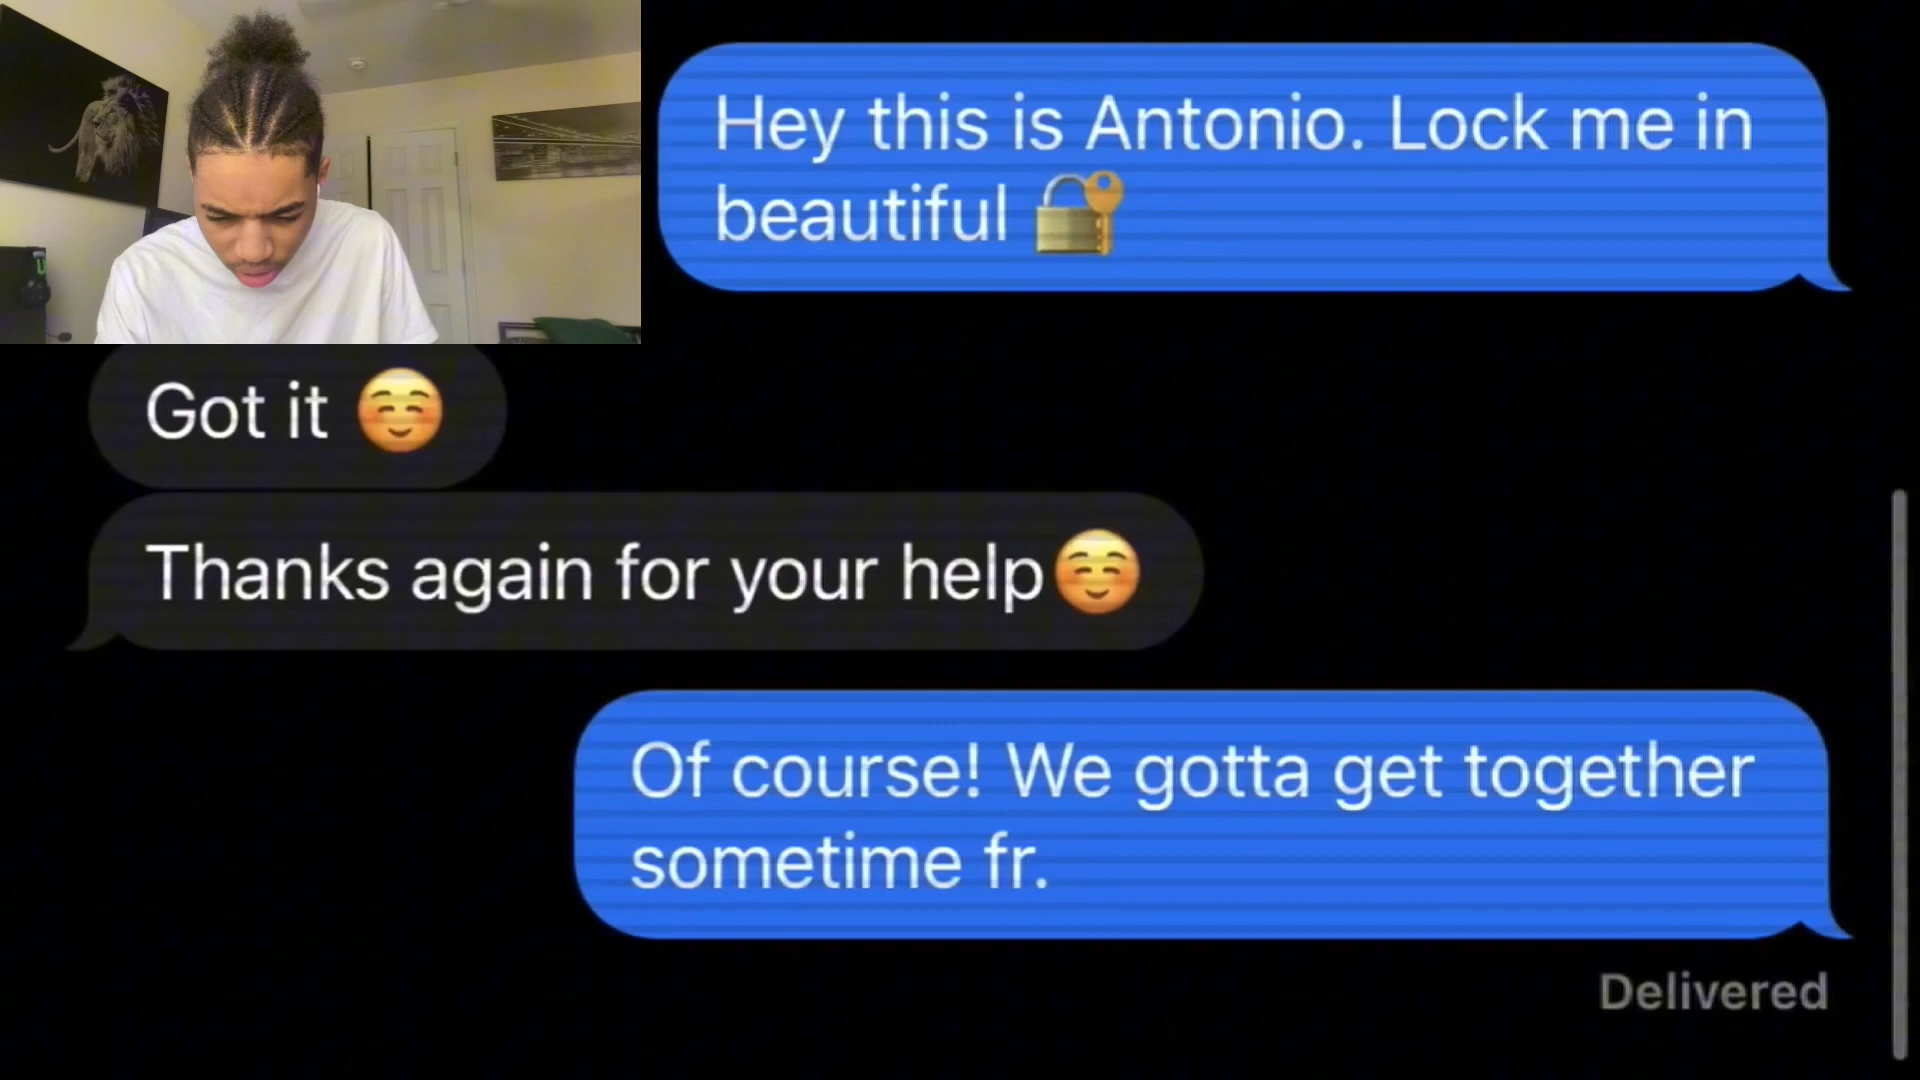 Hey this is Antonio. Lock me in
beautiful 🔐
Got it ☺️
Thanks again for your help☺️
Of course! We gotta get together
sometime fr.
Delivered